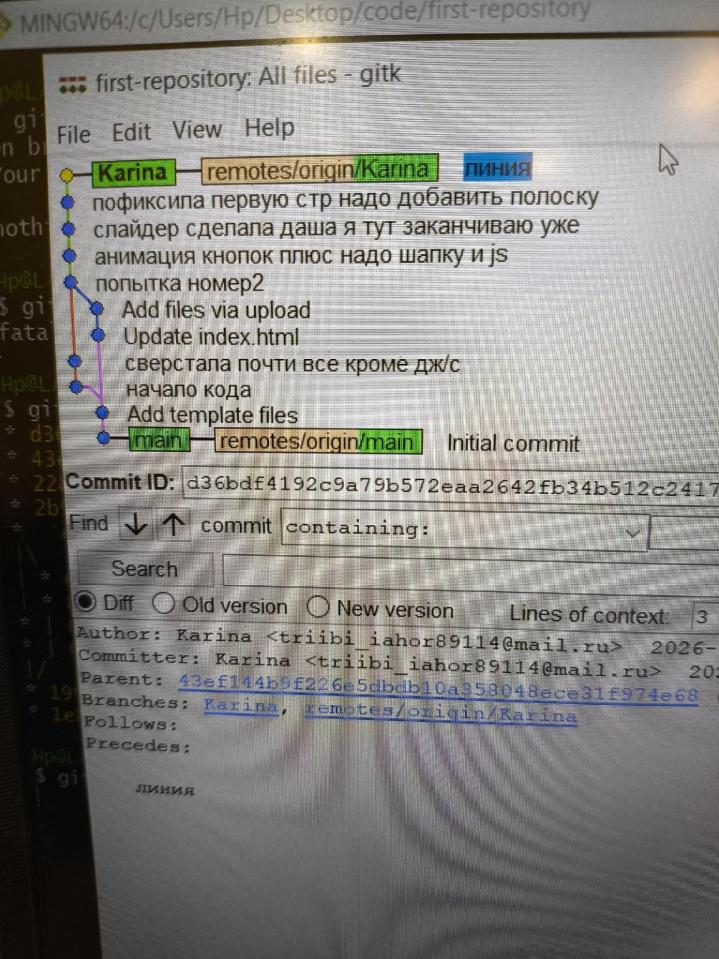 MINGW64:/c/Users/Hp/Desktop/code/first-repository
first-repository: All files - gitk
File Edit View Help
Karina remotes/origin/Karina линия
пофиксила первую стр надо добавить полоску
слайдер сделала даша я тут заканчиваю уже
анимация кнопок плюс надо шапку и js
попытка номер2
Add files via upload
Update index.html
сверстала почти все кроме дж/с
начало кода
Add template files
main remotes/origin/main Initial commit
Commit ID: d36bdf4192c9a79b572eaa2642fb34b512c2417
Find commit containing:
Search
Diff Old version New version Lines of context: 3
Author: Karina <triibi_iahor89114@mail.ru> 2026-
Committer: Karina <triibi_iahor89114@mail.ru> 202
Parent: 43ef144b9f226e5dbdb10a358048ece31f974e68
Branches: Karina, remotes/origin/Karina
Follows:
Precedes:
линия